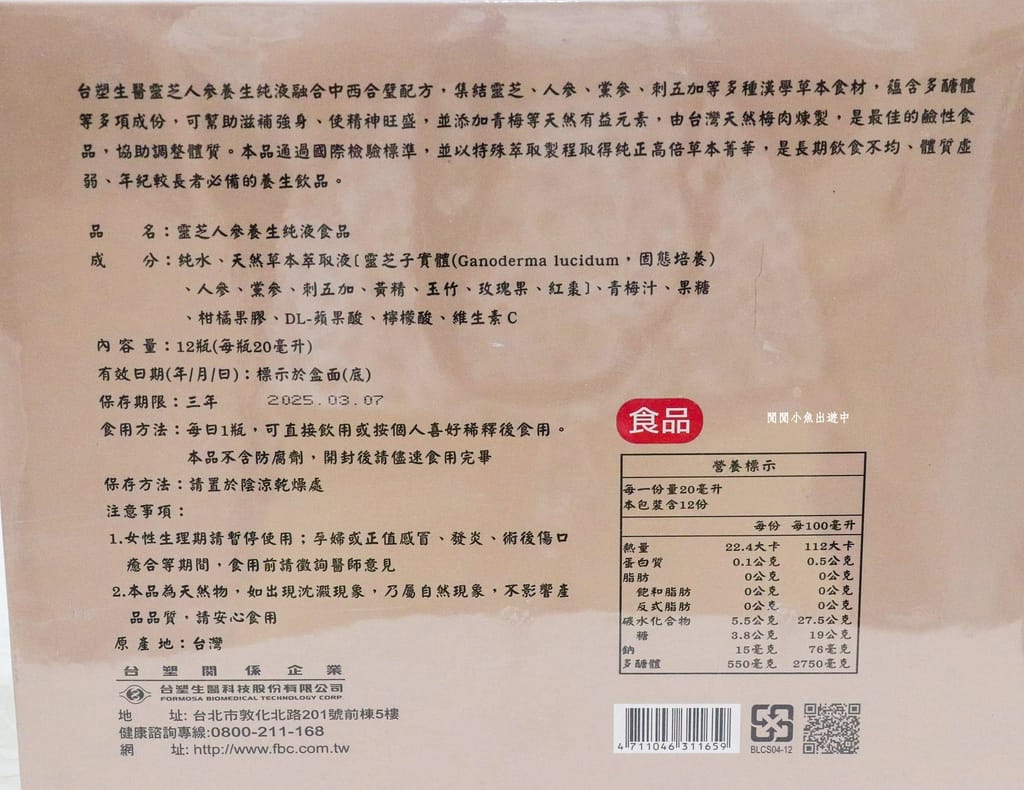 台塑生醫靈芝人參養生純液融合中西合璧配方，集結靈芝、人參、黨參、刺五加等多種漢學草本食材，蘊含多醣體
等多項成份，可幫助滋補強身、使精神旺盛，並添加青梅等天然有益元素，由台灣天然梅肉燻製，是最佳的鹼性食
品，協助調整體質。本品通過國際檢驗標準，並以特殊萃取製程取得純正高倍草本菁華，是長期飲食不均、體質虛
弱、年紀較長者必備的養生飲品。
品　　名：靈芝人參養生純液食品
成　　分：純水、天然草本萃取液〔靈芝子實體(Ganoderma lucidum，固態培養)
、人參、黨參、刺五加、黃精、玉竹、玫瑰果、紅棗〕、青梅汁、果糖
、柑橘果膠、DL-蘋果酸、檸檬酸、維生素C
內 容 量：12瓶(每瓶20毫升)
有效日期(年/月/日)：標示於盒面(底)
保存期限：三年　2025.03.07
食用方法：每日1瓶，可直接飲用或按個人喜好稀釋後食用。
本品不含防腐劑，開封後請儘速食用完畢
保存方法：請置於陰涼乾燥處
注意事項：
1.女性生理期請暫停使用；孕婦或正值感冒、發炎、術後傷口
癒合等期間，食用前請徵詢醫師意見
2.本品為天然物，如出現沈澱現象，乃屬自然現象，不影響產
品品質，請安心食用
原 產 地：台灣
台塑關係企業
台塑生醫科技股份有限公司
FORMOSA BIOMEDICAL TECHNOLOGY CORP.
地　　址: 台北市敦化北路201號前棟5樓
健康諮詢專線:0800-211-168
網　　址: http://www.fbc.com.tw
食品
閒閒小魚出遊中
營養標示
每一份量20毫升
本包裝含12份
每份　每100毫升
熱量　22.4大卡　112大卡
蛋白質　0.1公克　0.5公克
脂肪　0公克　0公克
飽和脂肪　0公克　0公克
反式脂肪　0公克　0公克
碳水化合物　5.5公克　27.5公克
糖　3.8公克　19公克
鈉　15毫克　76毫克
多醣體　550毫克　2750毫克
4 711046 311659
BLCS04-12